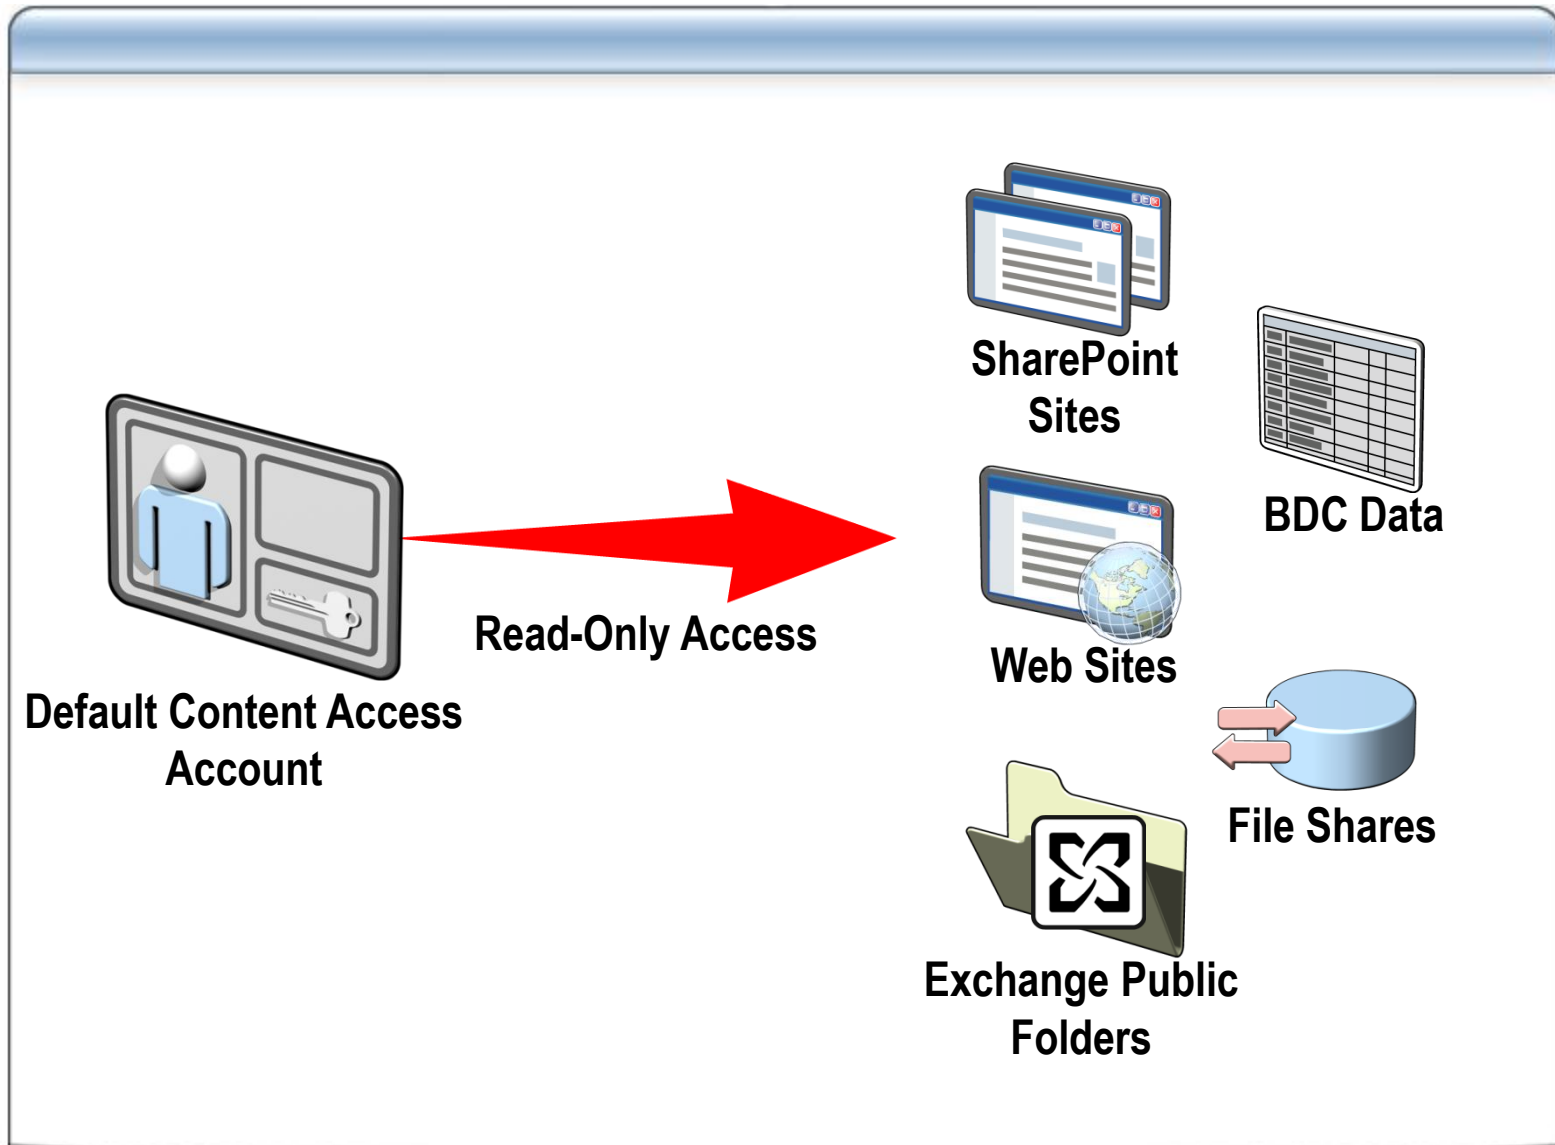 SharePoint
Sites
BDC Data
Read-Only Access
Web Sites
Default Content Access
Account
File Shares
Exchange Public
Folders